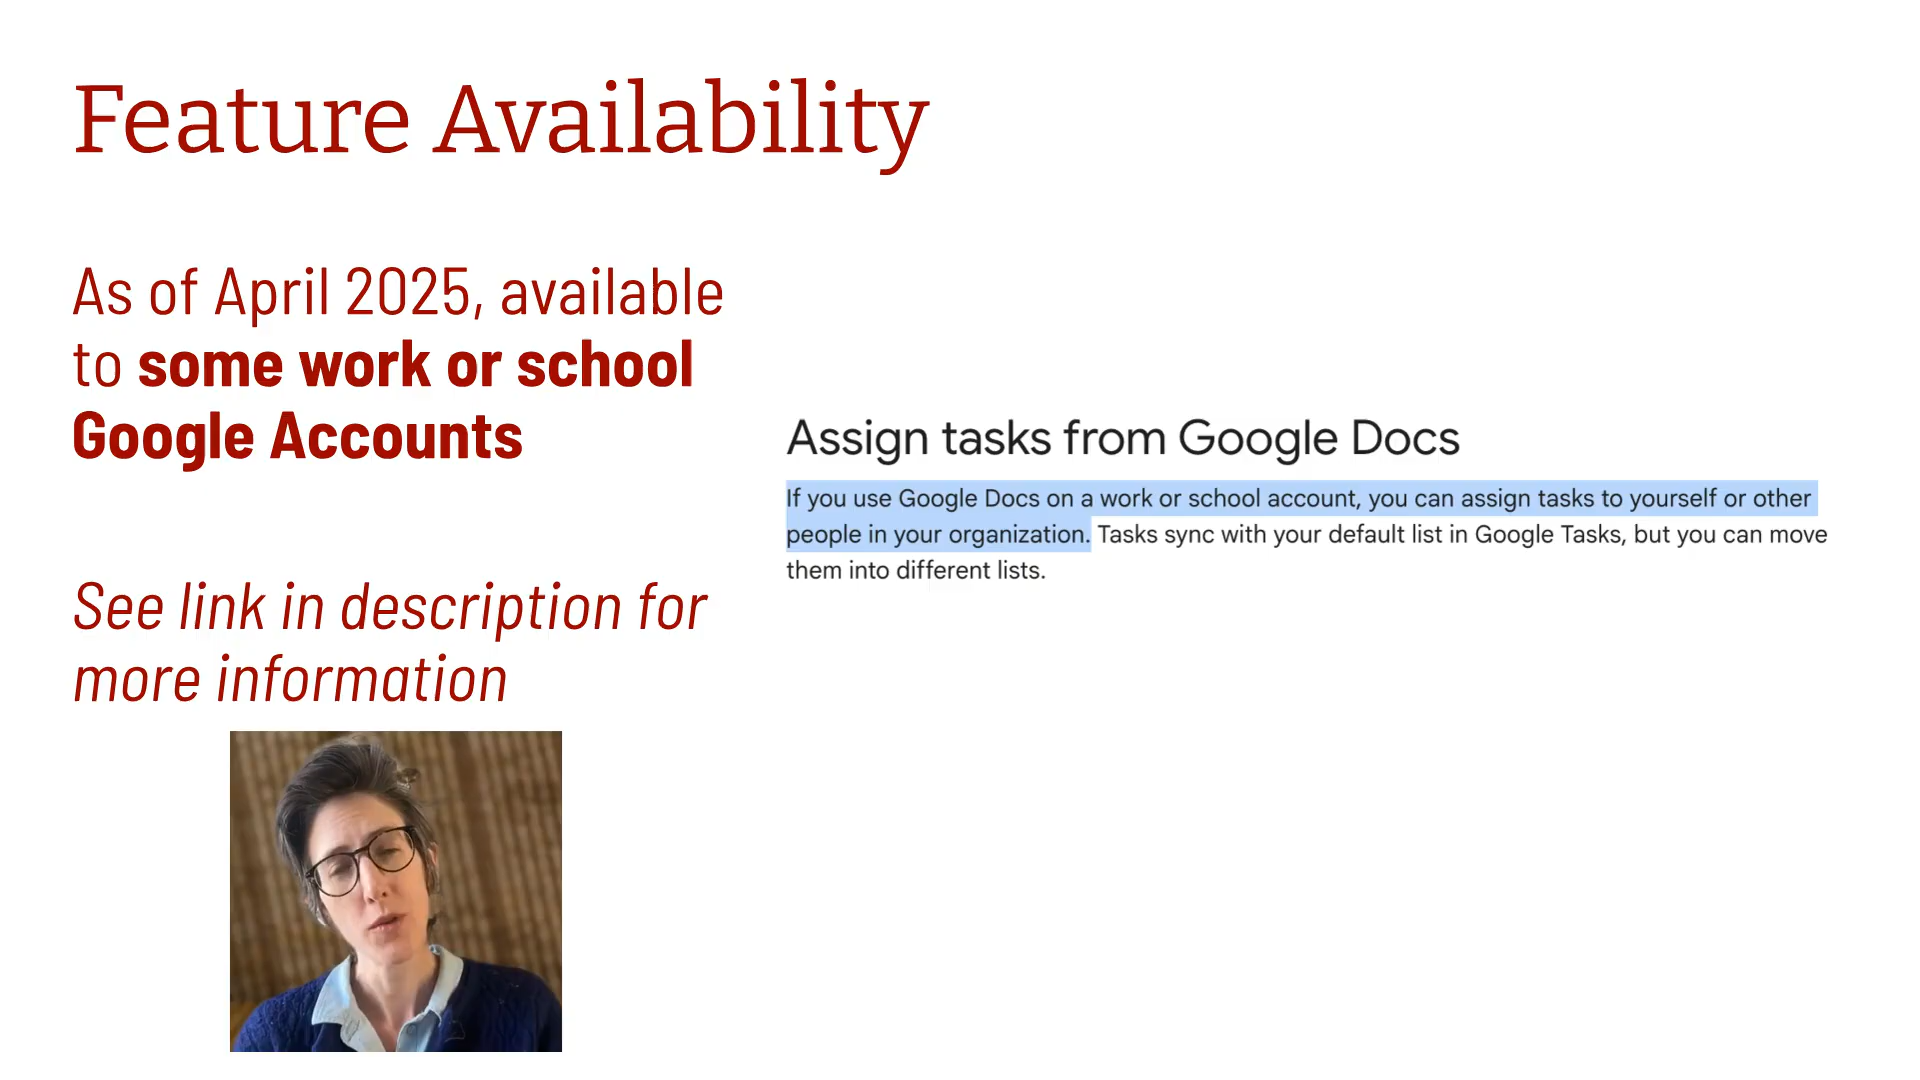 Feature Availability
As of April 2025, available
to some work or school
Google Accounts
See link in description for
more information
Assign tasks from Google Docs
If you use Google Docs on a work or school account, you can assign tasks to yourself or other
people in your organization. Tasks sync with your default list in Google Tasks, but you can move
them into different lists.